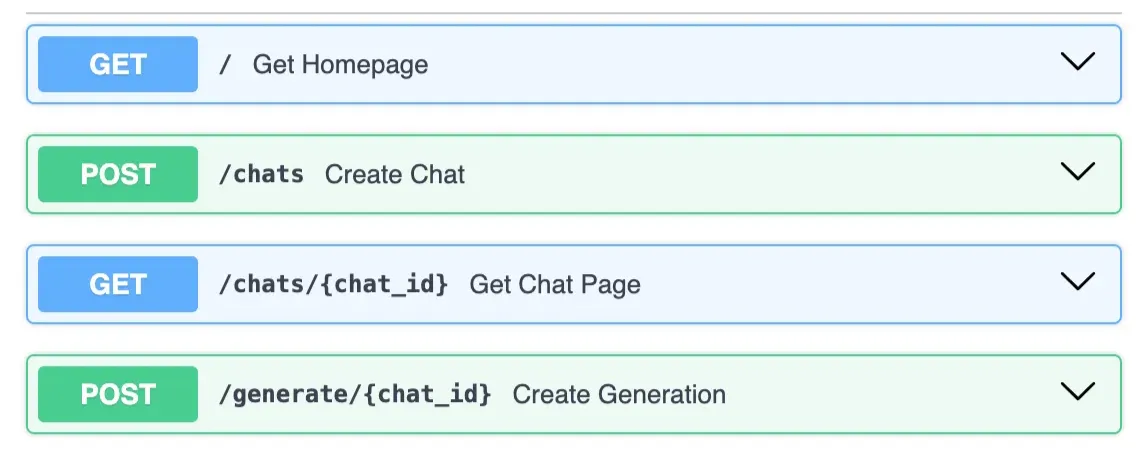 GET / Get Homepage
POST /chats Create Chat
GET /chats/{chat_id} Get Chat Page
POST /generate/{chat_id} Create Generation